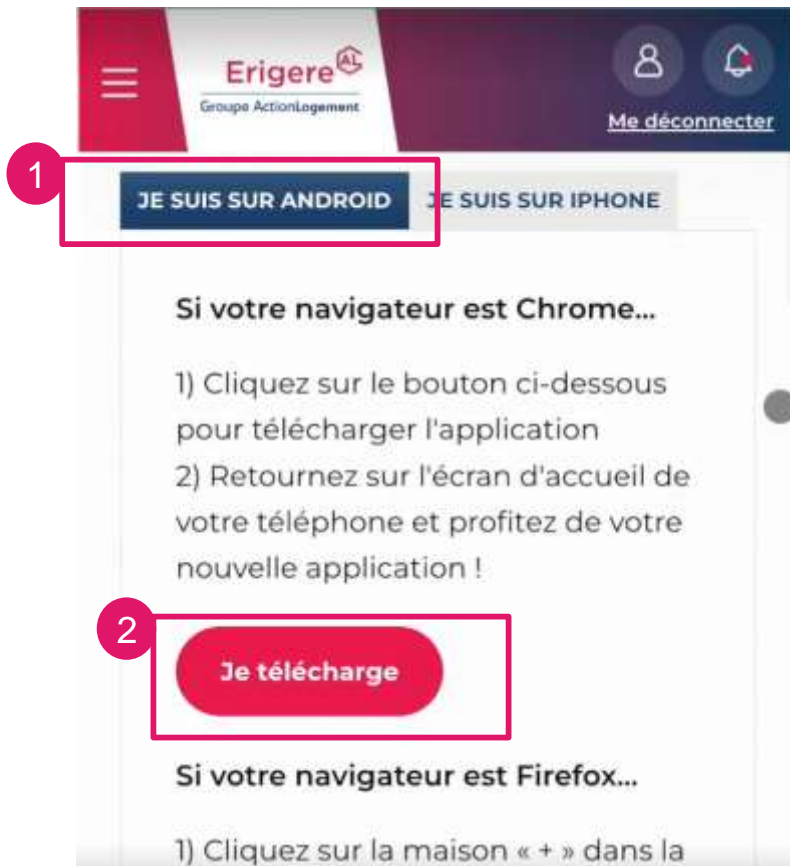 Erigere AL
Groupe ActionLogement
Me déconnecter
1
JE SUIS SUR ANDROID
JE SUIS SUR IPHONE
Si votre navigateur est Chrome...
1) Cliquez sur le bouton ci-dessous
pour télécharger l'application
2) Retournez sur l'écran d'accueil de
votre téléphone et profitez de votre
nouvelle application !
2
Je télécharge
Si votre navigateur est Firefox...
1) Cliquez sur la maison « + » dans la